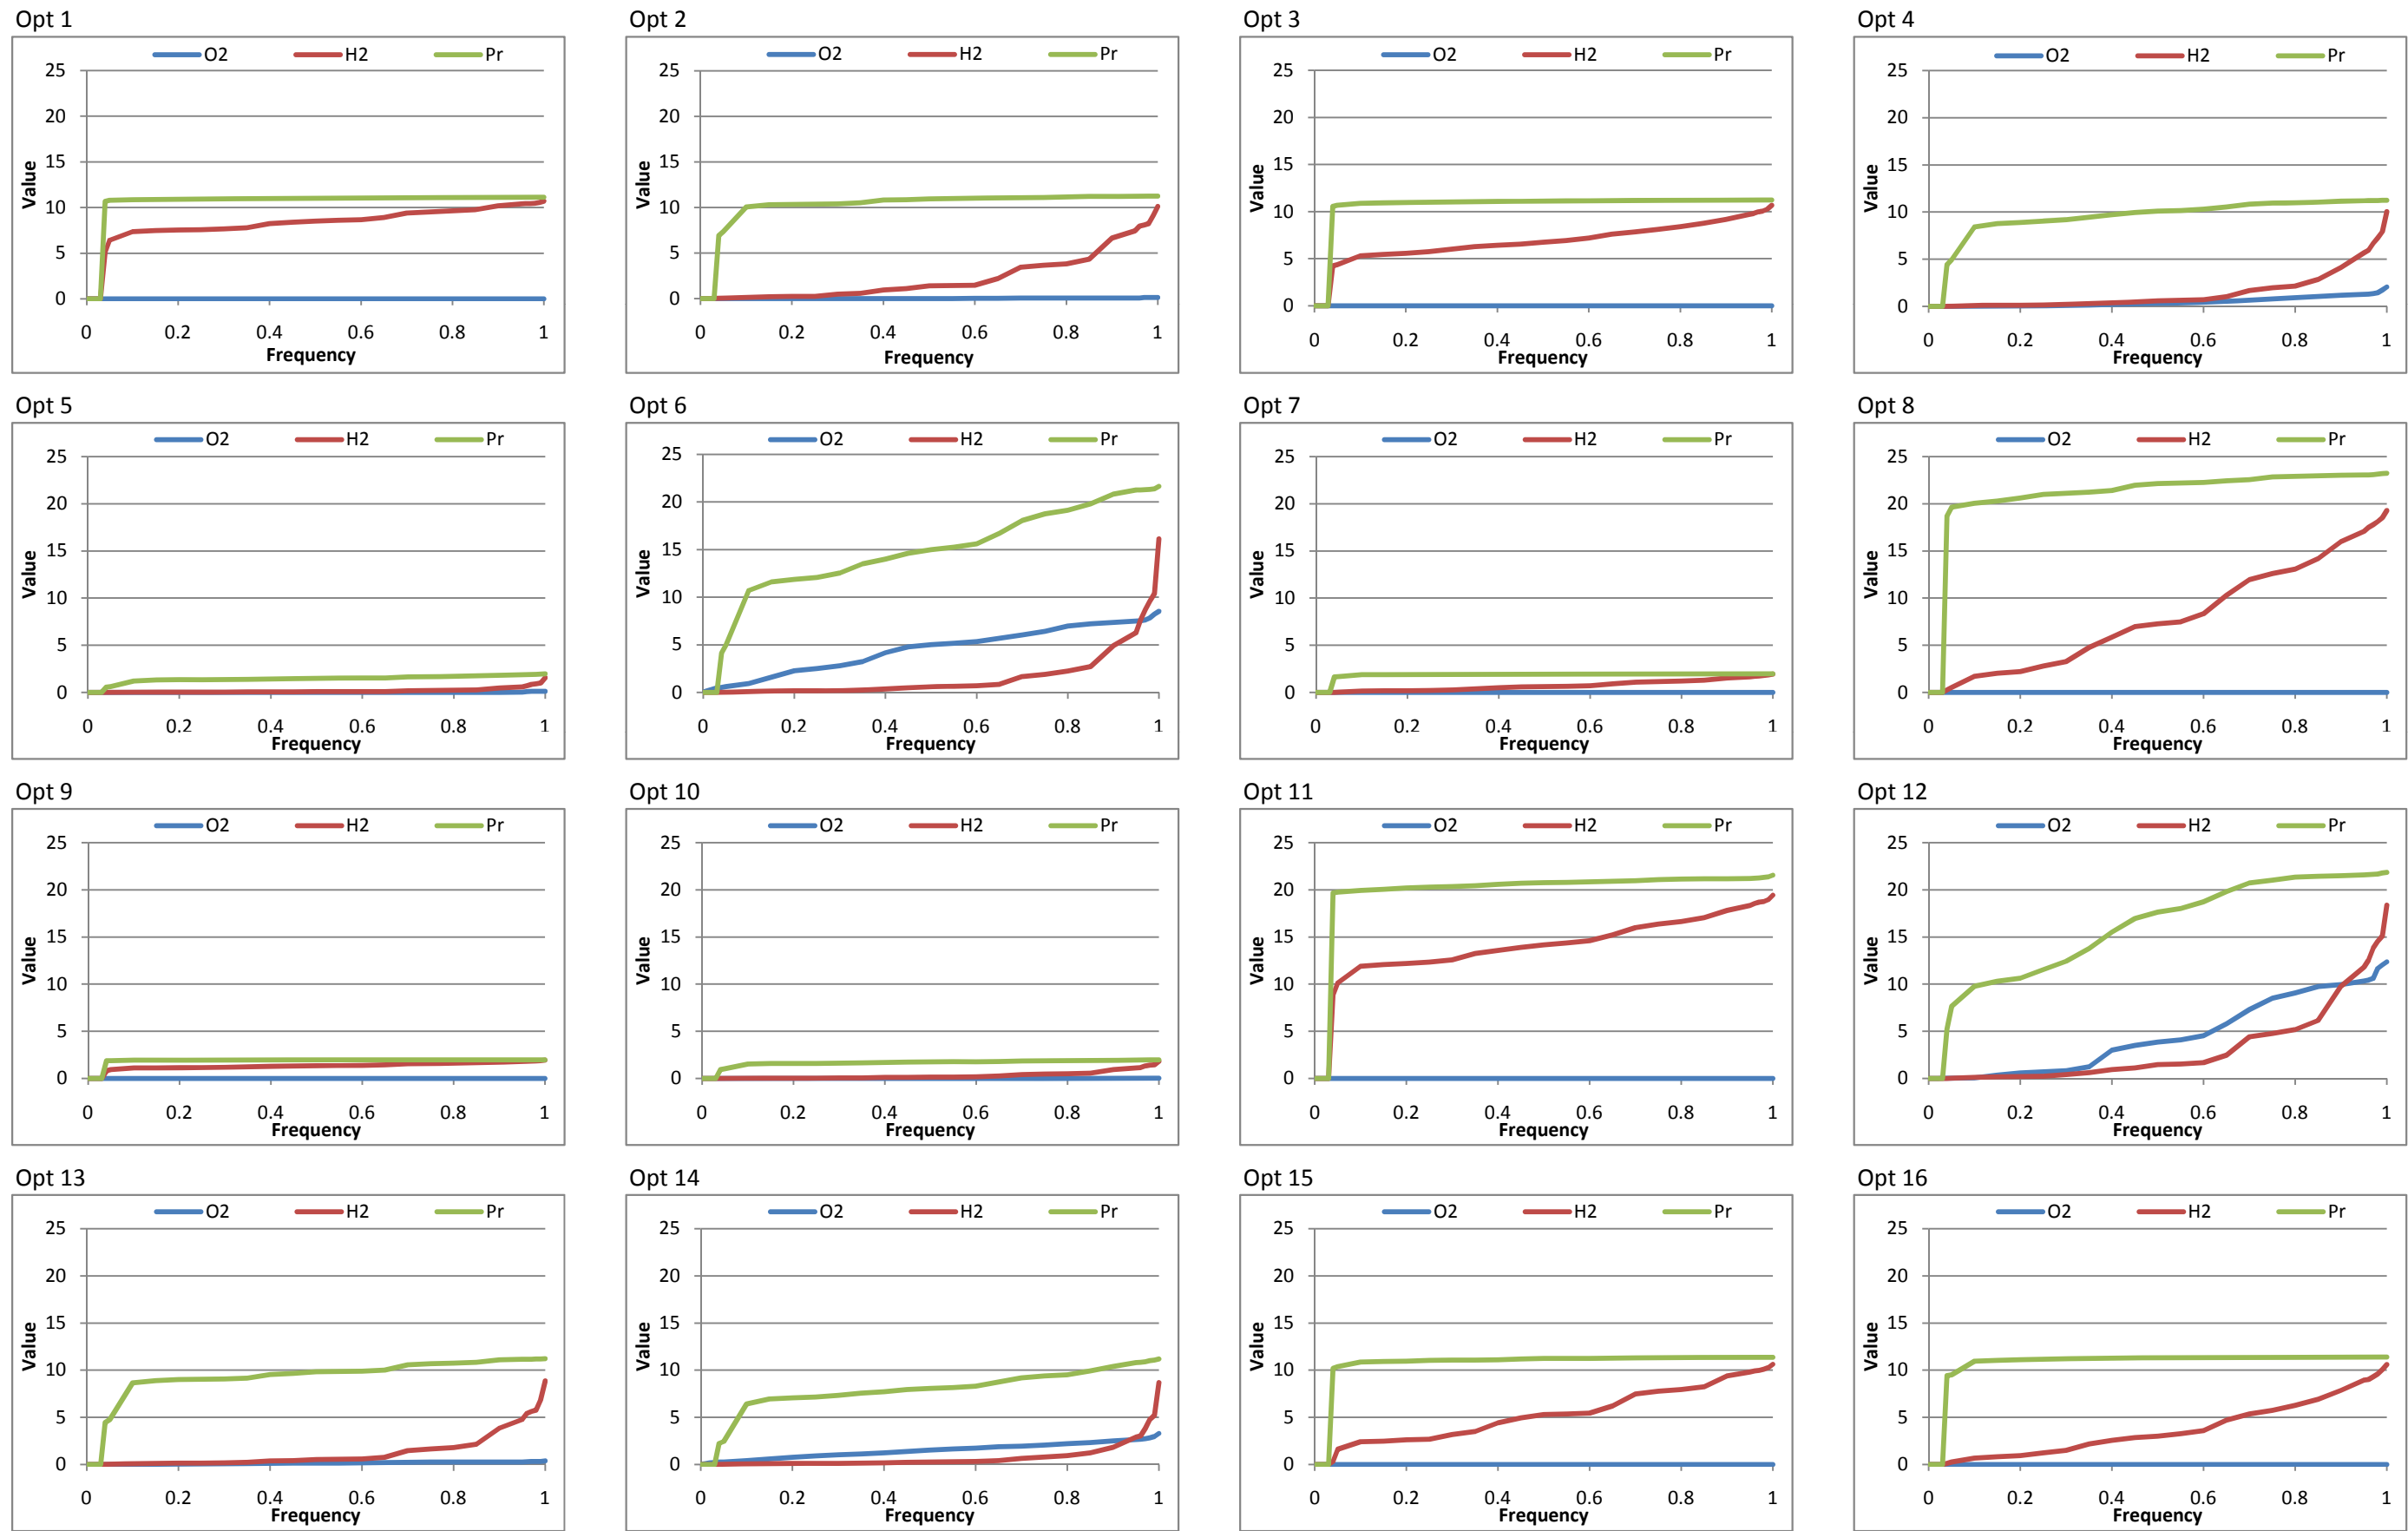 Opt 1
O2 H2 Pr
25
20
15
10
5
0
Value
0 0.2 0.4 0.6 0.8 1
Frequency
Opt 2
O2 H2 Pr
25
20
15
10
5
0
Value
0 0.2 0.4 0.6 0.8 1
Frequency
Opt 3
O2 H2 Pr
25
20
15
10
5
0
Value
0 0.2 0.4 0.6 0.8 1
Frequency
Opt 4
O2 H2 Pr
25
20
15
10
5
0
Value
0 0.2 0.4 0.6 0.8 1
Frequency
Opt 5
O2 H2 Pr
25
20
15
10
5
0
Value
0 0.2 0.4 0.6 0.8 1
Frequency
Opt 6
O2 H2 Pr
25
20
15
10
5
0
Value
0 0.2 0.4 0.6 0.8 1
Frequency
Opt 7
O2 H2 Pr
25
20
15
10
5
0
Value
0 0.2 0.4 0.6 0.8 1
Frequency
Opt 8
O2 H2 Pr
25
20
15
10
5
0
Value
0 0.2 0.4 0.6 0.8 1
Frequency
Opt 9
O2 H2 Pr
25
20
15
10
5
0
Value
0 0.2 0.4 0.6 0.8 1
Frequency
Opt 10
O2 H2 Pr
25
20
15
10
5
0
Value
0 0.2 0.4 0.6 0.8 1
Frequency
Opt 11
O2 H2 Pr
25
20
15
10
5
0
Value
0 0.2 0.4 0.6 0.8 1
Frequency
Opt 12
O2 H2 Pr
25
20
15
10
5
0
Value
0 0.2 0.4 0.6 0.8 1
Frequency
Opt 13
O2 H2 Pr
25
20
15
10
5
0
Value
0 0.2 0.4 0.6 0.8 1
Frequency
Opt 14
O2 H2 Pr
25
20
15
10
5
0
Value
0 0.2 0.4 0.6 0.8 1
Frequency
Opt 15
O2 H2 Pr
25
20
15
10
5
0
Value
0 0.2 0.4 0.6 0.8 1
Frequency
Opt 16
O2 H2 Pr
25
20
15
10
5
0
Value
0 0.2 0.4 0.6 0.8 1
Frequency